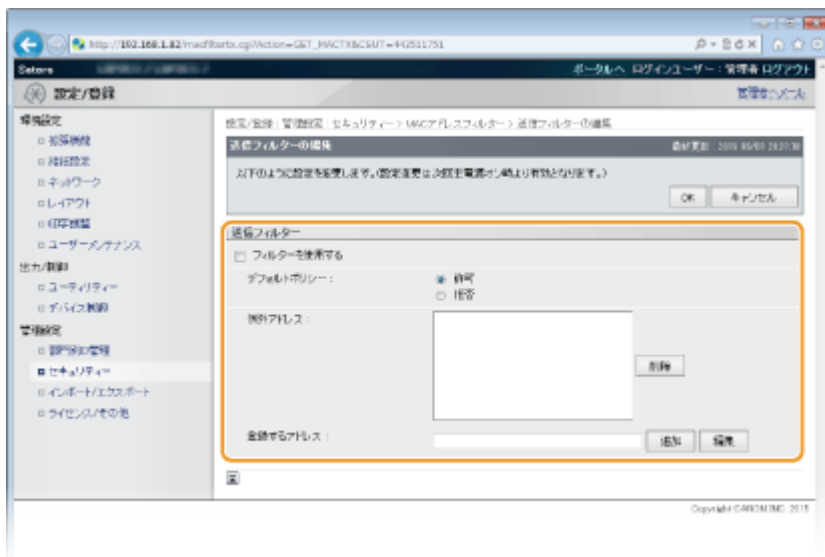 http://192.168.1.82/macfiltertx.cgi?Action=GET_MACTX&CSUT=442511751
Satera
ポータルへ ログインユーザー：管理者 ログアウト
設定/登録
管理者へメール
環境設定
拡張機能
給紙設定
ネットワーク
レイアウト
印字調整
ユーザーメンテナンス
出力/制御
ユーティリティー
デバイス制御
管理設定
部門別ID管理
セキュリティー
インポート/エクスポート
ライセンス/その他
設定/登録：管理設定：セキュリティー > MACアドレスフィルター > 送信フィルターの編集
送信フィルターの編集
最終更新：
以下のように設定を変更します。(設定変更は次回主電源オン時より有効となります。)
OK キャンセル
送信フィルター
フィルターを使用する
デフォルトポリシー：
許可
拒否
例外アドレス：
削除
登録するアドレス：
追加 編集
Copyright CANON INC. 2015